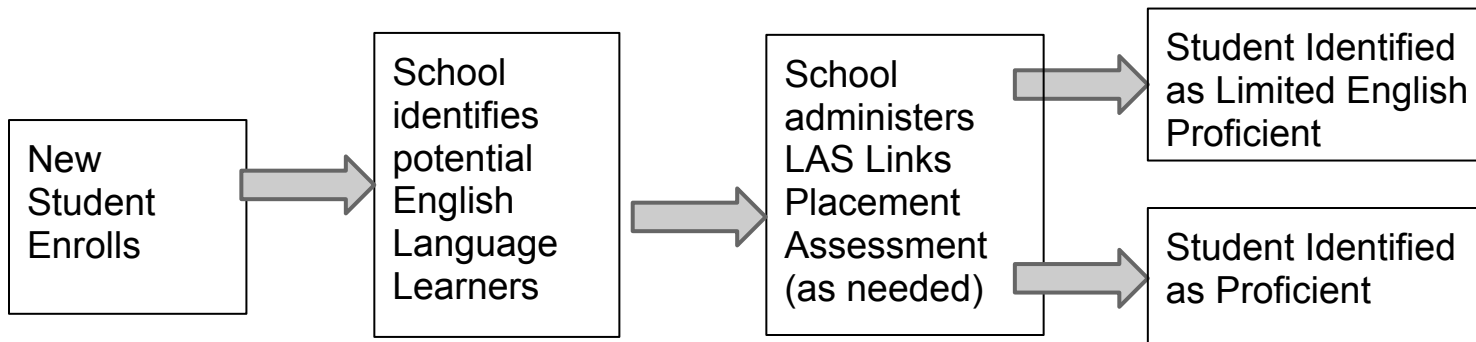 New
Student
Enrolls
School
identifies
potential
English
Language
Learners
School
administers
LAS Links
Placement
Assessment
(as needed)
Student Identified
as Limited English
Proficient
Student Identified
as Proficient